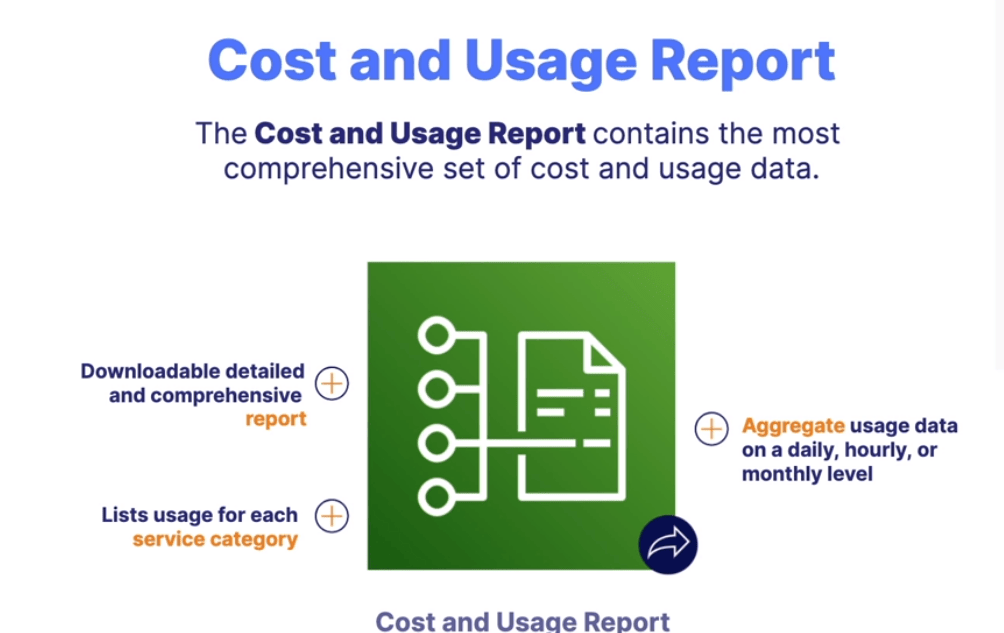 Cost and Usage Report
The Cost and Usage Report contains the most
comprehensive set of cost and usage data.
Downloadable detailed
and comprehensive
report
Lists usage for each
service category
Aggregate usage data
on a daily, hourly, or
monthly level
Cost and Usage Report